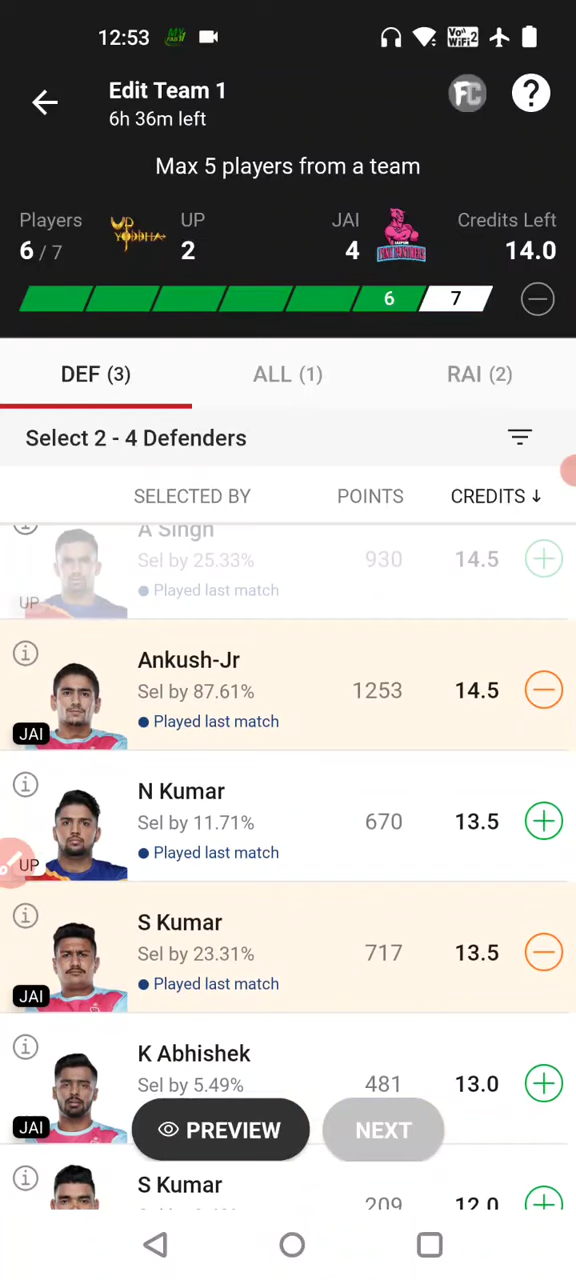 12:53
Vo))
WiFi2
Edit Team 1
6h 36m left
FC
?
Max 5 players from a team
Players
UP
JAI
Credits Left
6 / 7
UP
YODDHA
2
4
14.0
6
7
DEF (3)
ALL (1)
RAI (2)
Select 2 - 4 Defenders
SELECTED BY
POINTS
CREDITS ↓
A Singh
Sel by 25.33%
930
14.5
Played last match
UP
Ankush-Jr
Sel by 87.61%
1253
14.5
Played last match
JAI
N Kumar
Sel by 11.71%
670
13.5
Played last match
UP
S Kumar
Sel by 23.31%
717
13.5
Played last match
JAI
K Abhishek
Sel by 5.49%
481
13.0
JAI
PREVIEW
NEXT
S Kumar
209
12.0